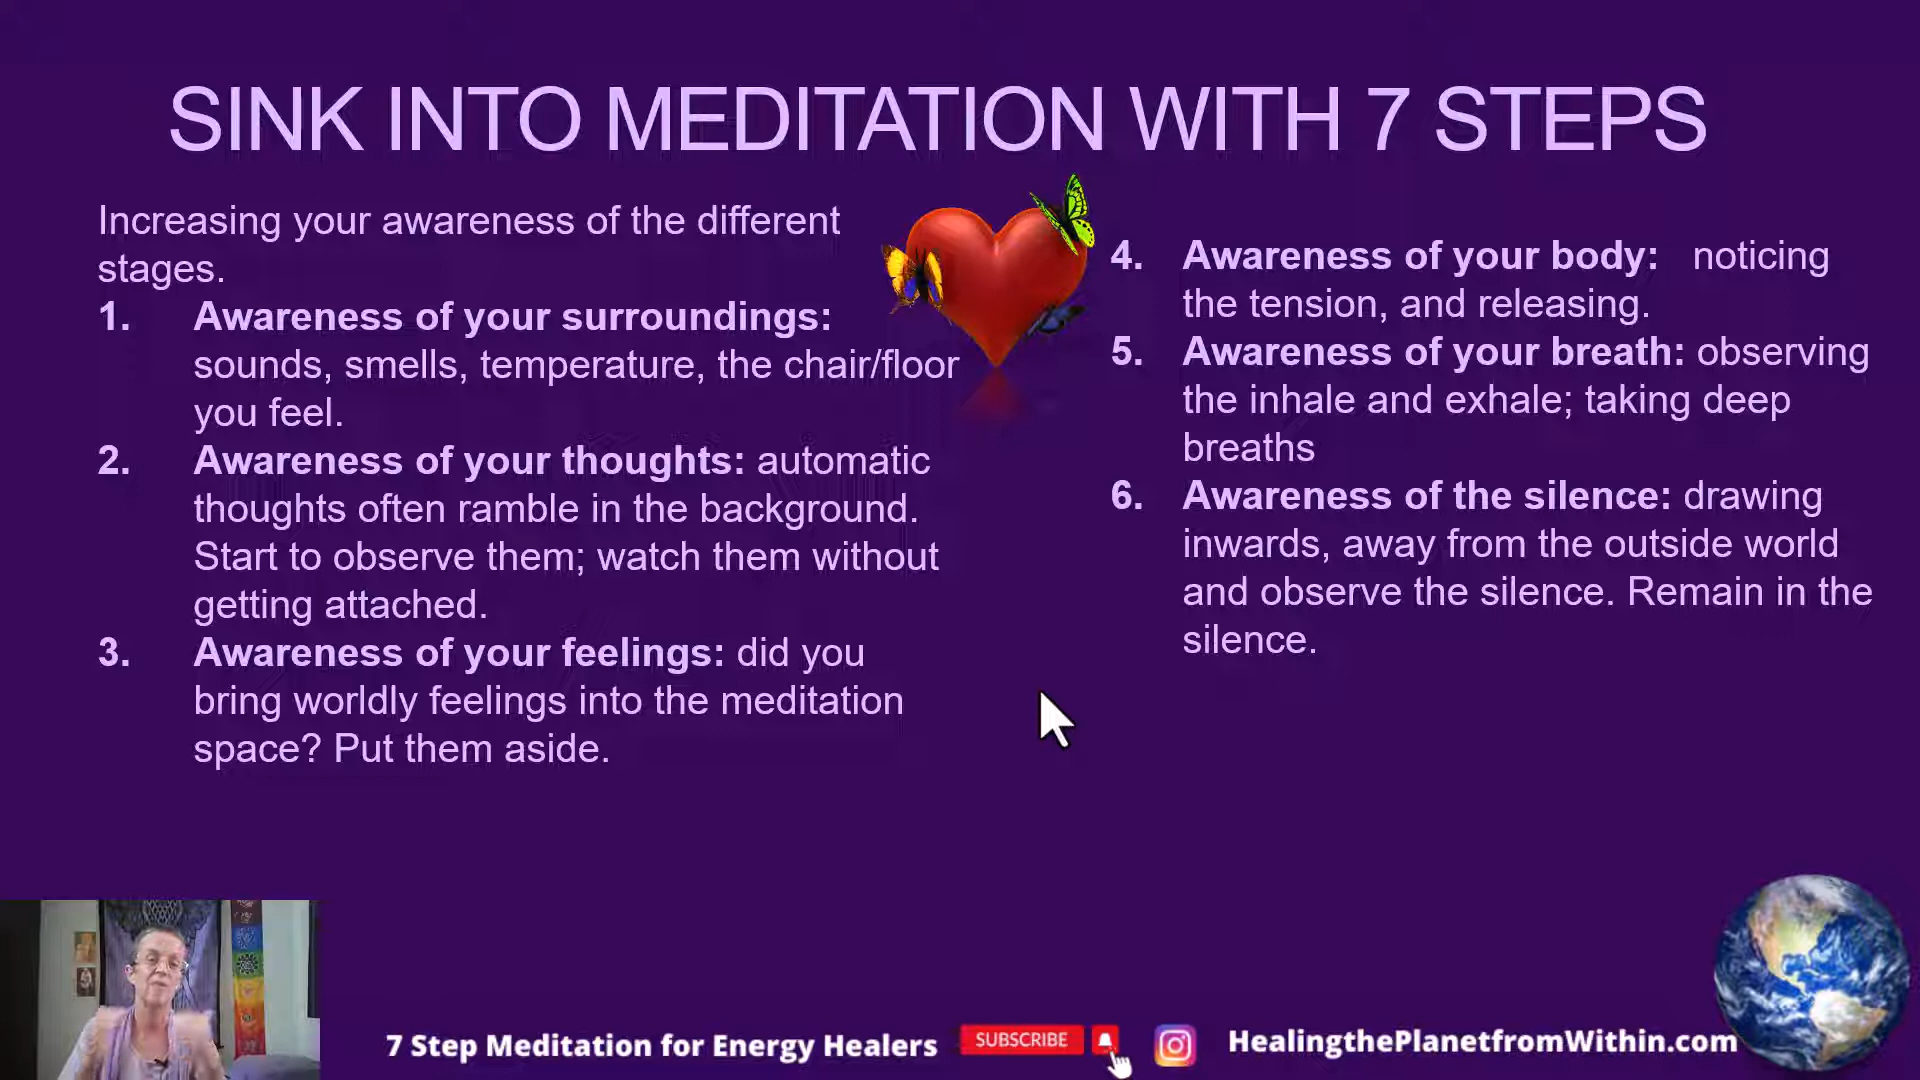 SINK INTO MEDITATION WITH 7 STEPS
Increasing your awareness of the different
stages.
1. Awareness of your surroundings:
sounds, smells, temperature, the chair/floor
you feel.
2. Awareness of your thoughts: automatic
thoughts often ramble in the background.
Start to observe them; watch them without
getting attached.
3. Awareness of your feelings: did you
bring worldly feelings into the meditation
space? Put them aside.
4. Awareness of your body: noticing
the tension, and releasing.
5. Awareness of your breath: observing
the inhale and exhale; taking deep
breaths
6. Awareness of the silence: drawing
inwards, away from the outside world
and observe the silence. Remain in the
silence.
7 Step Meditation for Energy Healers
SUBSCRIBE
HealingthePlanetfromWithin.com